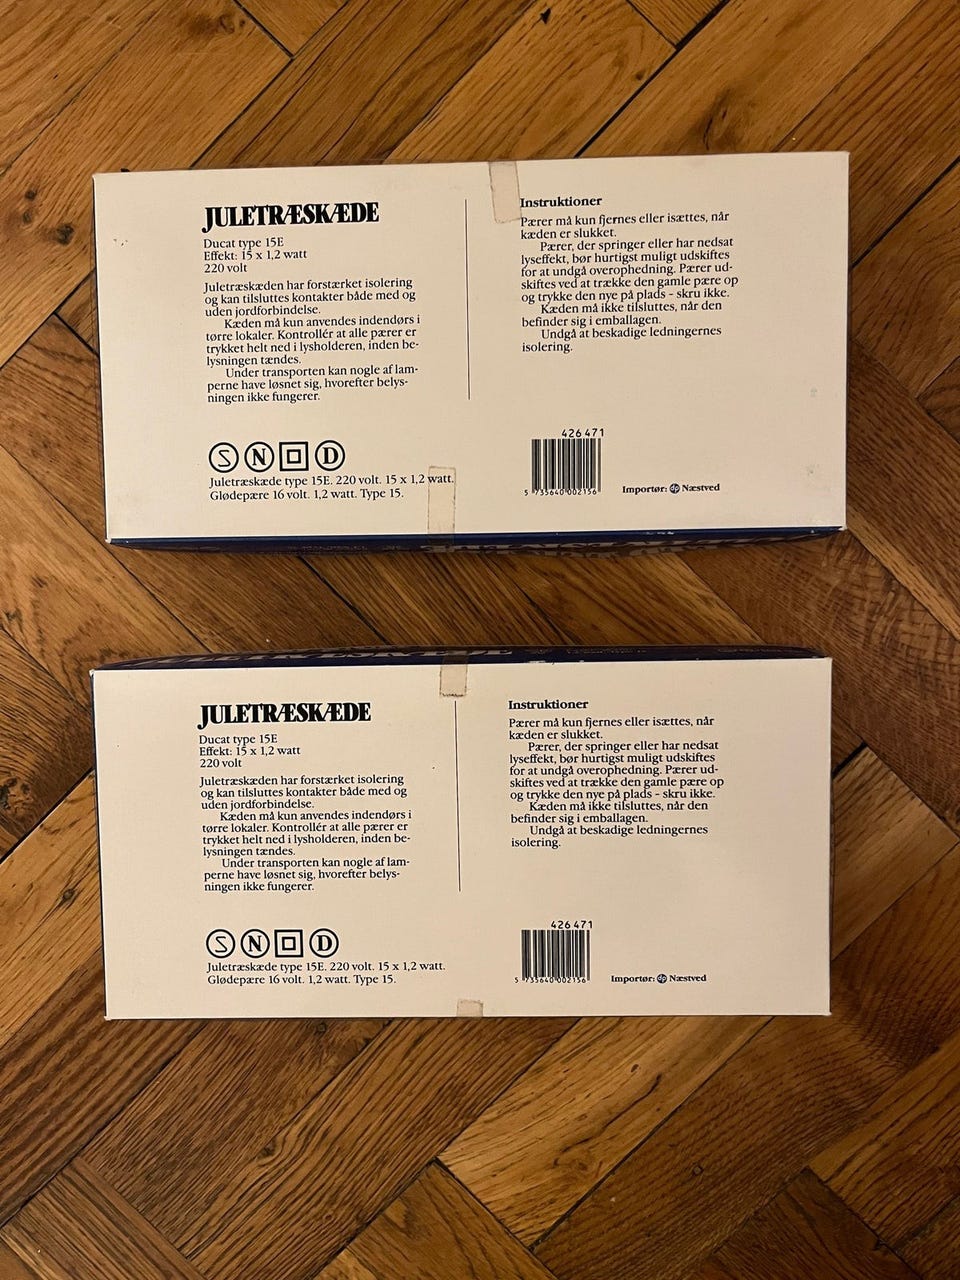 JULETRÆSKÆDE
Ducat type 15E
Effekt: 15 x 1,2 watt
220 volt
Juletræskæden har forstærket isolering
og kan tilsluttes kontakter både med og
uden jordforbindelse.
Kæden må kun anvendes indendørs i
tørre lokaler. Kontrollér at alle pærer er
trykket helt ned i lysholderen, inden be-
lysningen tændes.
Under transporten kan nogle af lam-
perne have løsnet sig, hvorefter belys-
ningen ikke fungerer.
S N D
Juletræskæde type 15E. 220 volt. 15 x 1,2 watt.
Glødepære 16 volt. 1,2 watt. Type 15.
Instruktioner
Pærer må kun fjernes eller isættes, når
kæden er slukket.
Pærer, der springer eller har nedsat
lyseffekt, bør hurtigst muligt udskiftes
for at undgå overophedning. Pærer ud-
skiftes ved at trække den gamle pære op
og trykke den nye på plads - skru ikke.
Kæden må ikke tilsluttes, når den
befinder sig i emballagen.
Undgå at beskadige ledningernes
isolering.
426 471
5 735640 002156
Importør: dp Næstved
JULETRÆSKÆDE
Ducat type 15E
Effekt: 15 x 1,2 watt
220 volt
Juletræskæden har forstærket isolering
og kan tilsluttes kontakter både med og
uden jordforbindelse.
Kæden må kun anvendes indendørs i
tørre lokaler. Kontrollér at alle pærer er
trykket helt ned i lysholderen, inden be-
lysningen tændes.
Under transporten kan nogle af lam-
perne have løsnet sig, hvorefter belys-
ningen ikke fungerer.
S N D
Juletræskæde type 15E. 220 volt. 15 x 1,2 watt.
Glødepære 16 volt. 1,2 watt. Type 15.
Instruktioner
Pærer må kun fjernes eller isættes, når
kæden er slukket.
Pærer, der springer eller har nedsat
lyseffekt, bør hurtigst muligt udskiftes
for at undgå overophedning. Pærer ud-
skiftes ved at trække den gamle pære op
og trykke den nye på plads - skru ikke.
Kæden må ikke tilsluttes, når den
befinder sig i emballagen.
Undgå at beskadige ledningernes
isolering.
426 471
5 735640 002156
Importør: dp Næstved